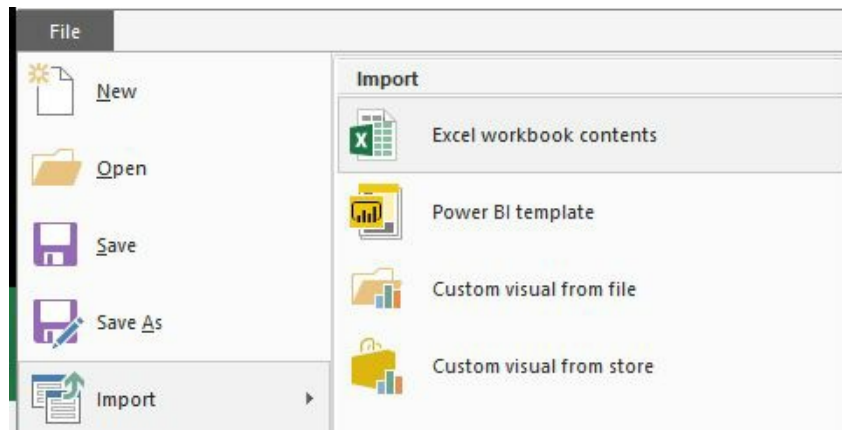 File
New
Open
Save
Save As
Import
Import
Excel workbook contents
Power BI template
Custom visual from file
Custom visual from store